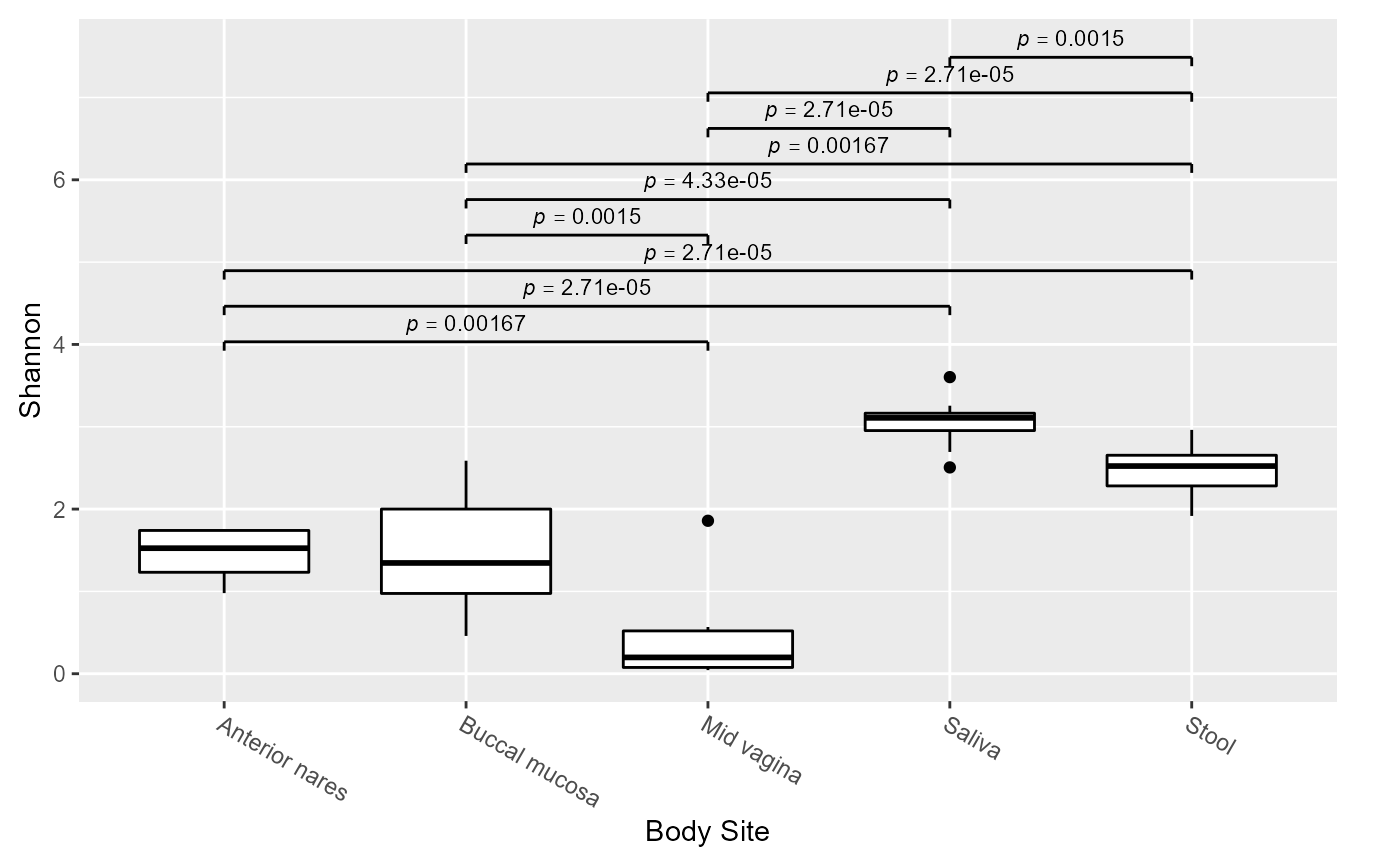 p = 0.0015
p = 2.71e-05
p = 2.71e-05
p = 0.00167
6
p = 4.33e-05
p = 0.0015
p = 2.71e-05
p = 2.71e-05
p = 0.00167
4
Shannon
2
0
Anterior nares
Buccal mucosa
Mid vagina
Saliva
Stool
Body Site